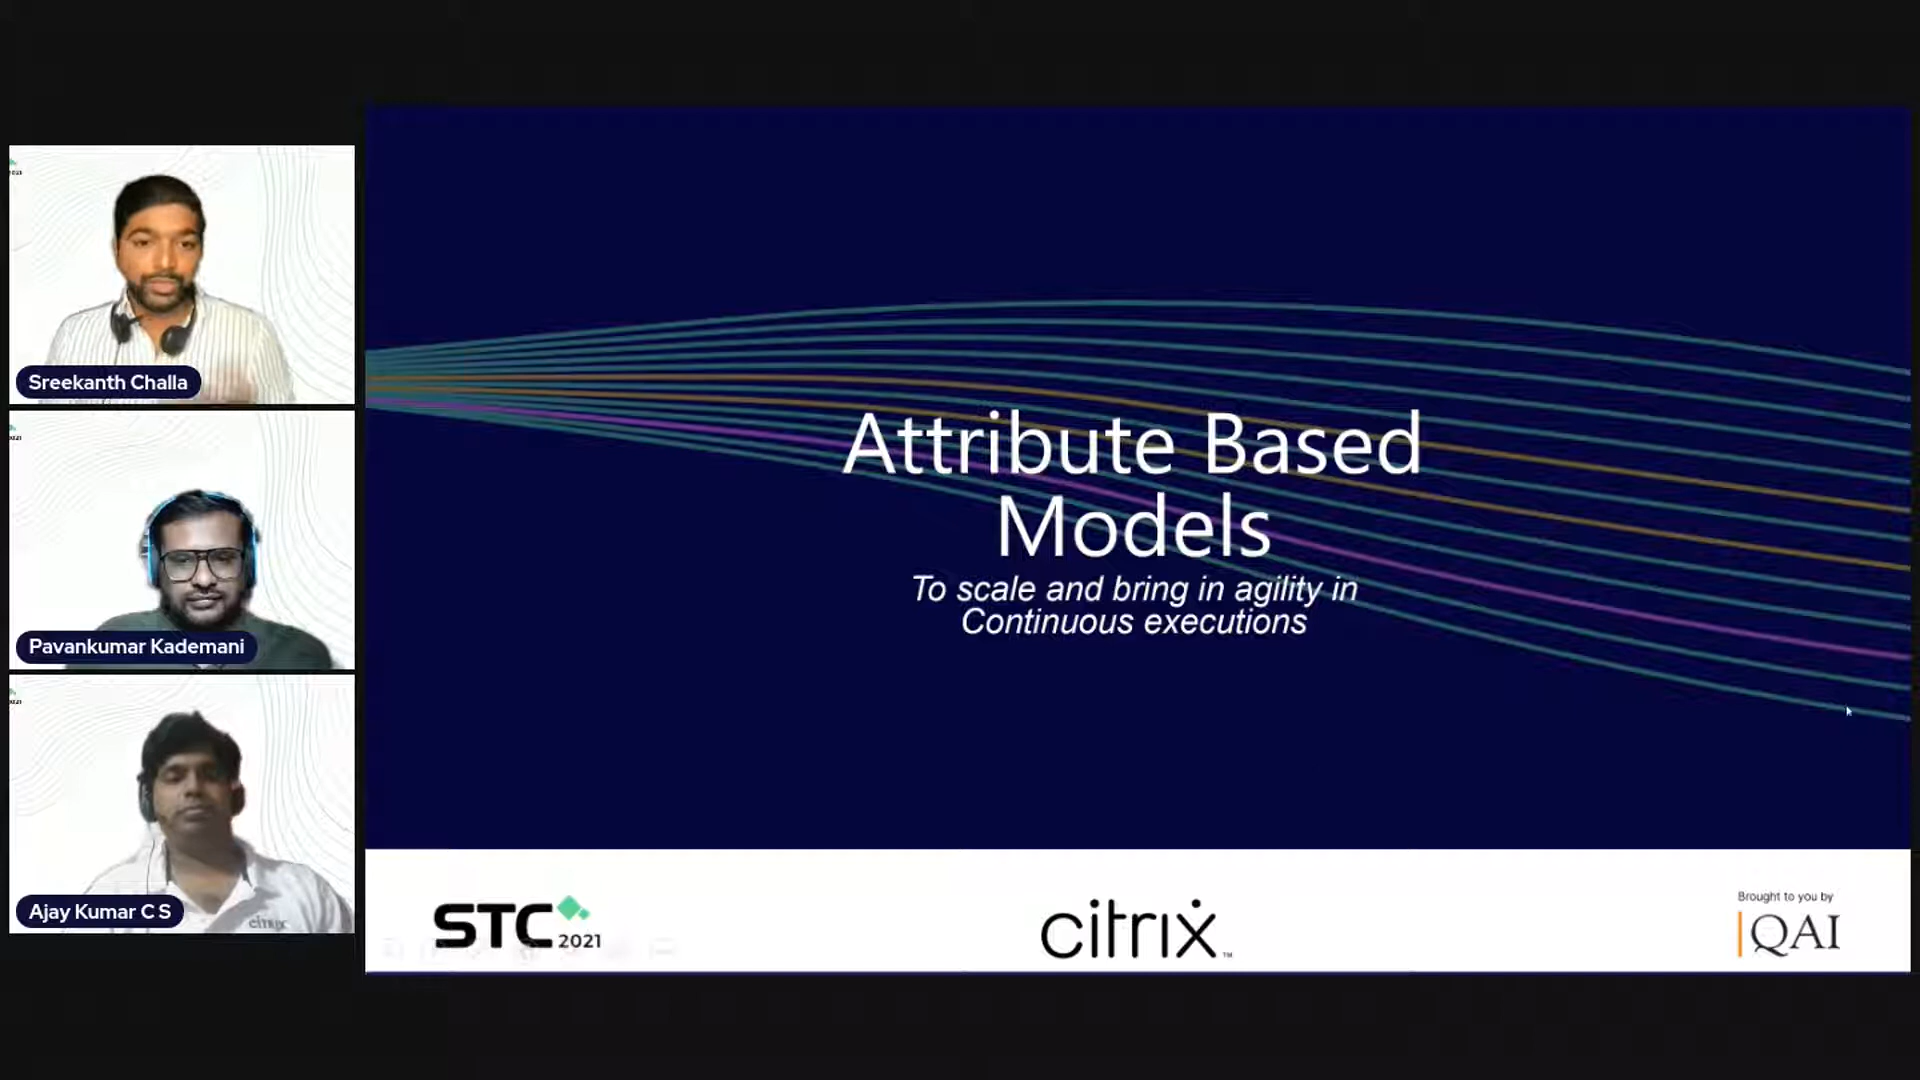 Sreekanth Challa
Pavankumar Kademani
Ajay Kumar C S
citrix
Attribute Based
Models
To scale and bring in agility in
Continuous executions
STC
2021
citrix™
Brought to you by
QAI